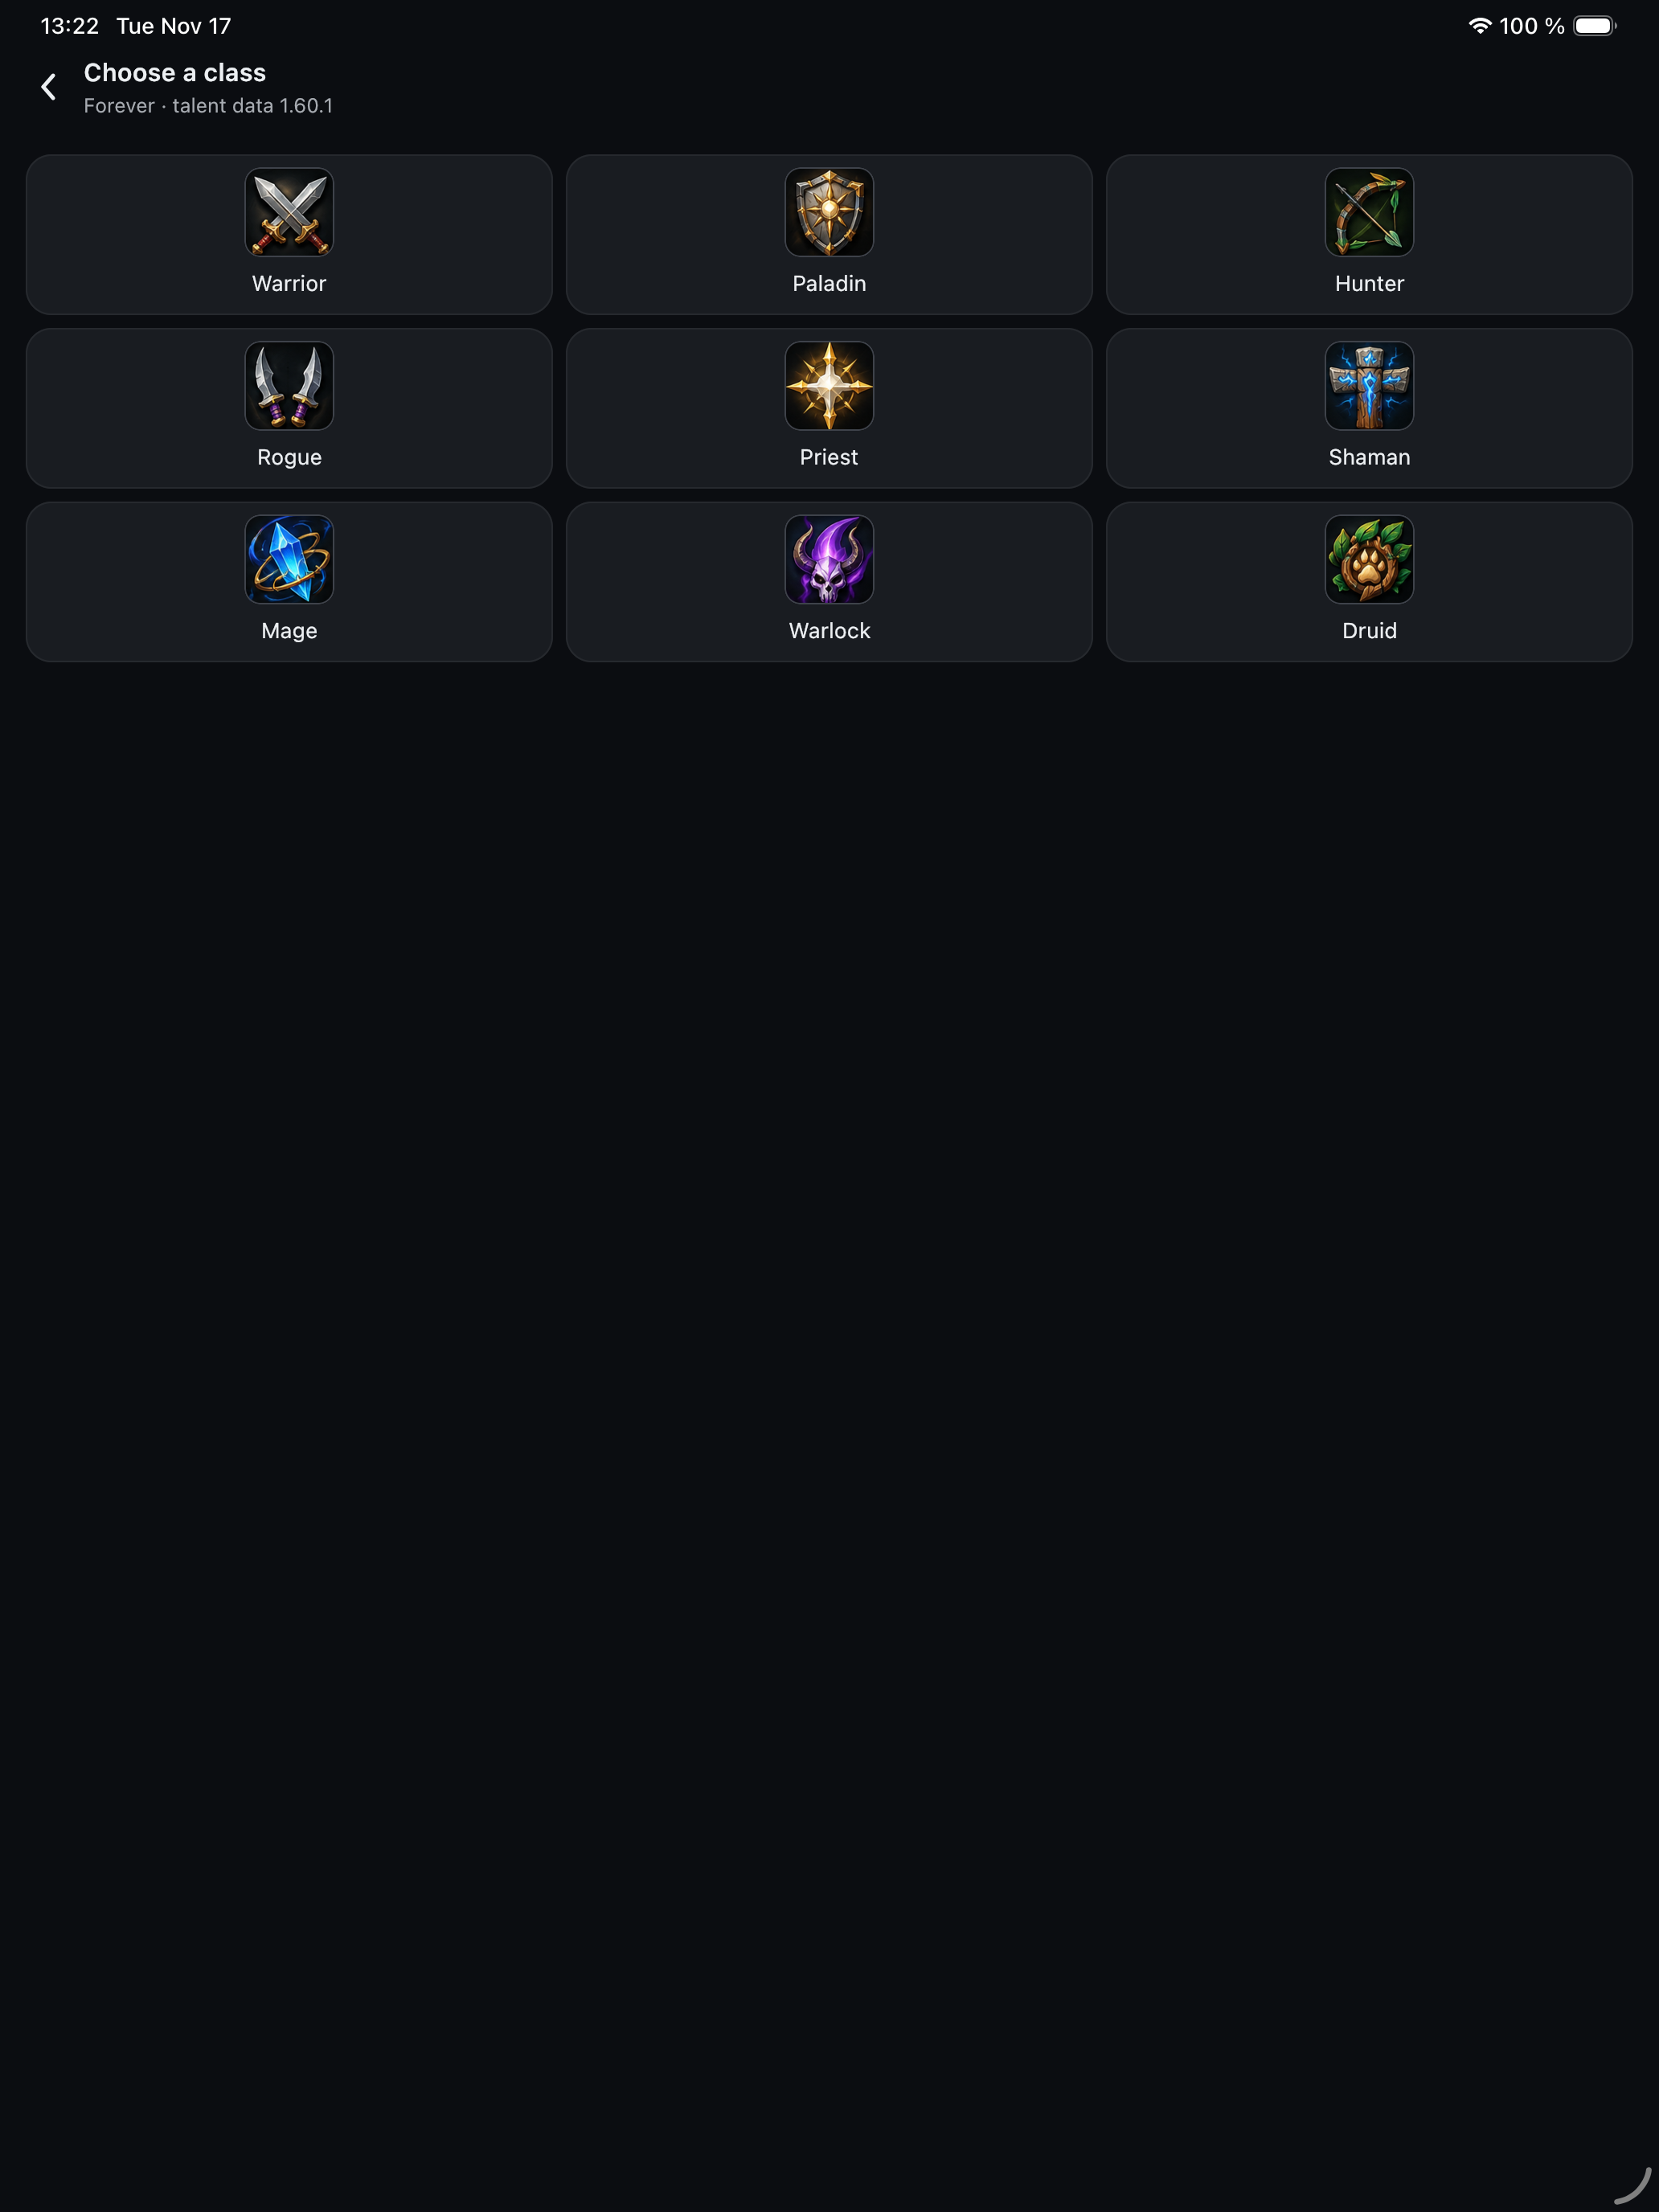 13:22 Tue Nov 17
100 %
Choose a class
Forever · talent data 1.60.1
Warrior
Paladin
Hunter
Rogue
Priest
Shaman
Mage
Warlock
Druid